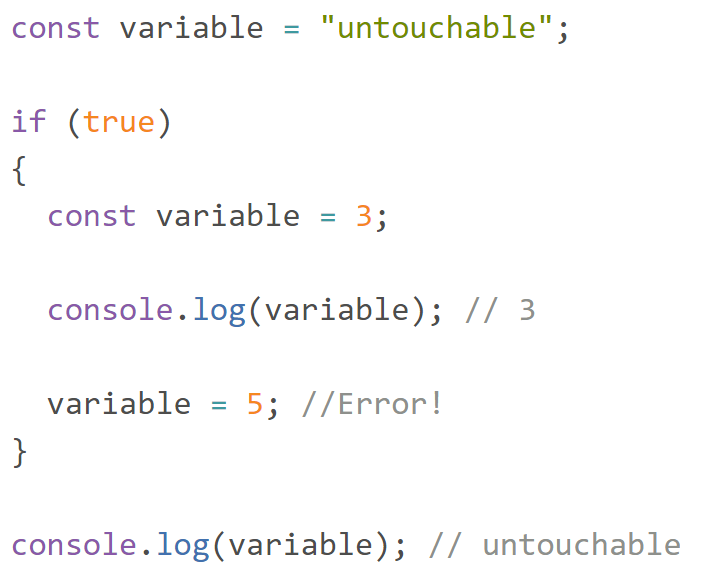 const variable = "untouchable";
if (true)
{
const variable = 3;
console.log(variable); // 3
variable = 5; //Error!
}
console.log(variable); // untouchable